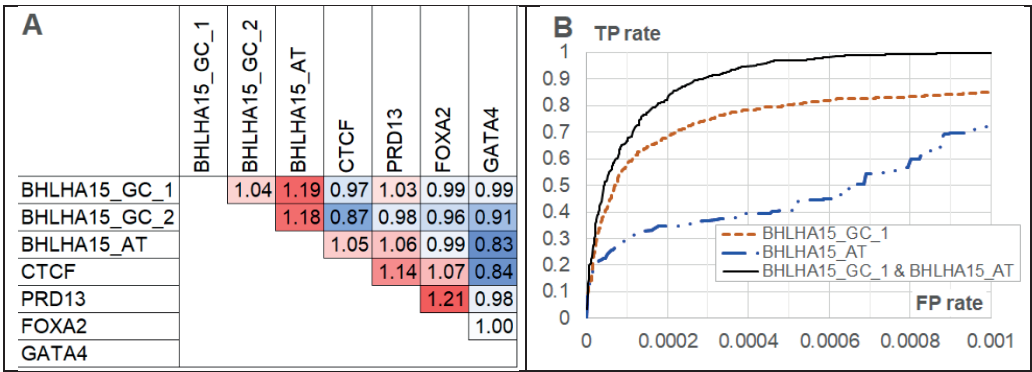 A
BHLHA15_GC_1
BHLHA15_GC_2
BHLHA15_AT
CTCF
PRD13
FOXA2
GATA4
BHLHA15_GC_1 1.04 1.19 0.97 1.03 0.99 0.99
BHLHA15_GC_2 1.18 0.87 0.98 0.96 0.91
BHLHA15_AT 1.05 1.06 0.99 0.83
CTCF 1.14 1.07 0.84
PRD13 1.21 0.98
FOXA2 1.00
GATA4
B TP rate
1
0.9
0.8
0.7
0.6
0.5
0.4
0.3
0.2
0.1
0
BHLHA15_GC_1
BHLHA15_AT
BHLHA15_GC_1 & BHLHA15_AT
FP rate
0 0.0002 0.0004 0.0006 0.0008 0.001